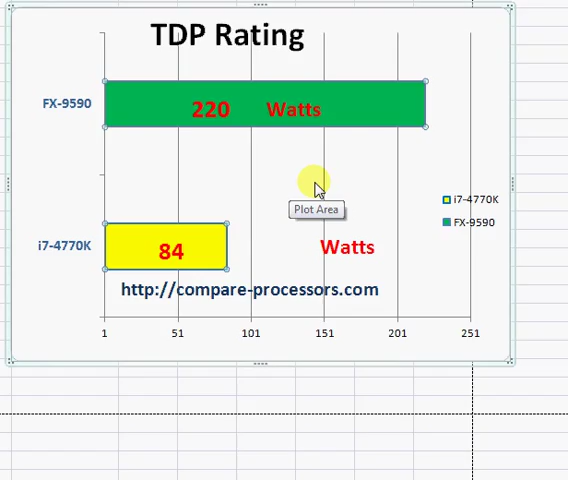 TDP Rating
FX-9590
220 Watts
Plot Area
i7-4770K
FX-9590
i7-4770K
84
Watts
http://compare-processors.com
1 51 101 151 201 251